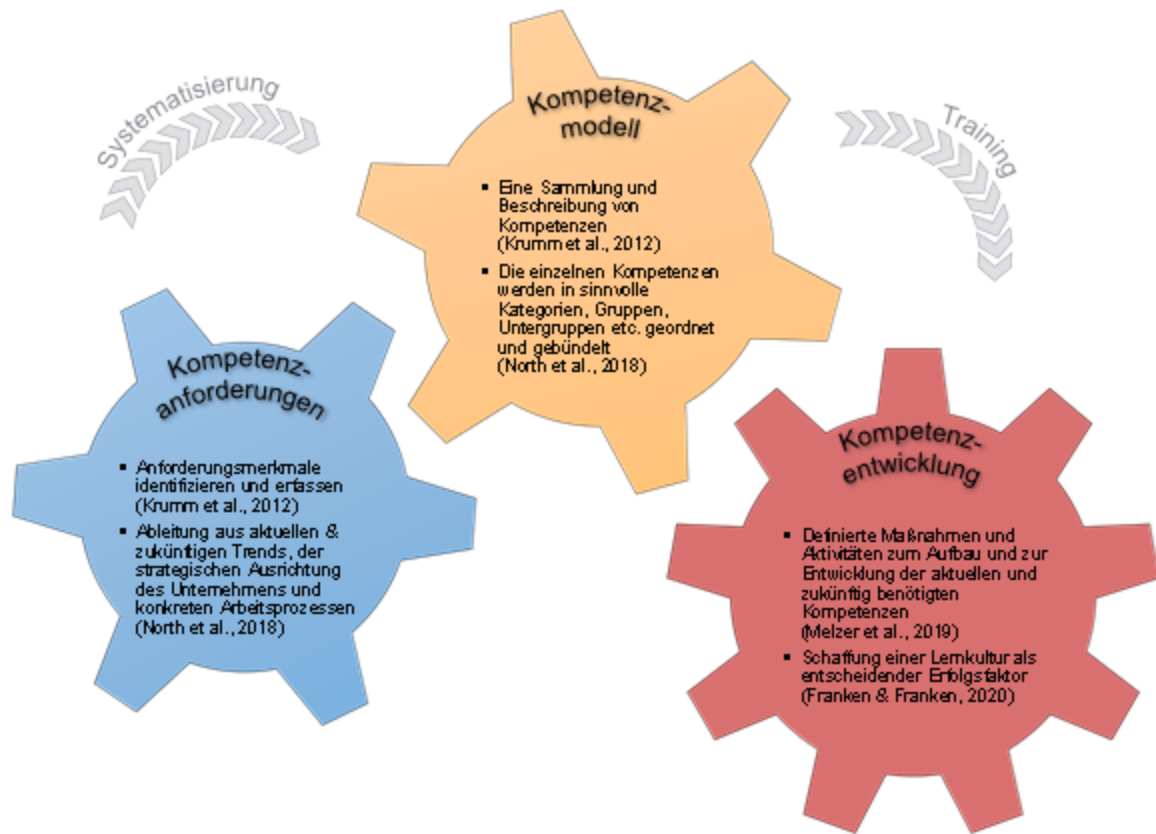 Systematisierung
Kompetenz-
modell
Training
▪ Eine Sammlung und
Beschreibung von
Kompetenzen
(Krumm et al., 2012)
▪ Die einzelnen Kompetenzen
werden in sinnvolle
Kategorien, Gruppen,
Untergruppen etc. geordnet
und gebündelt
(North et al., 2018)
Kompetenz-
anforderungen
▪ Anforderungsmerkmale
identifizieren und erfassen
(Krumm et al., 2012)
▪ Ableitung aus aktuellen &
zukünftigen Trends, der
strategischen Ausrichtung
des Unternehmens und
konkreten Arbeitsprozessen
(North et al., 2018)
Kompetenz-
entwicklung
▪ Definierte Maßnahmen und
Aktivitäten zum Aufbau und zur
Entwicklung der aktuellen und
zukünftig benötigten
Kompetenzen
(Melzer et al., 2019)
▪ Schaffung einer Lernkultur als
entscheidender Erfolgsfaktor
(Franken & Franken, 2020)